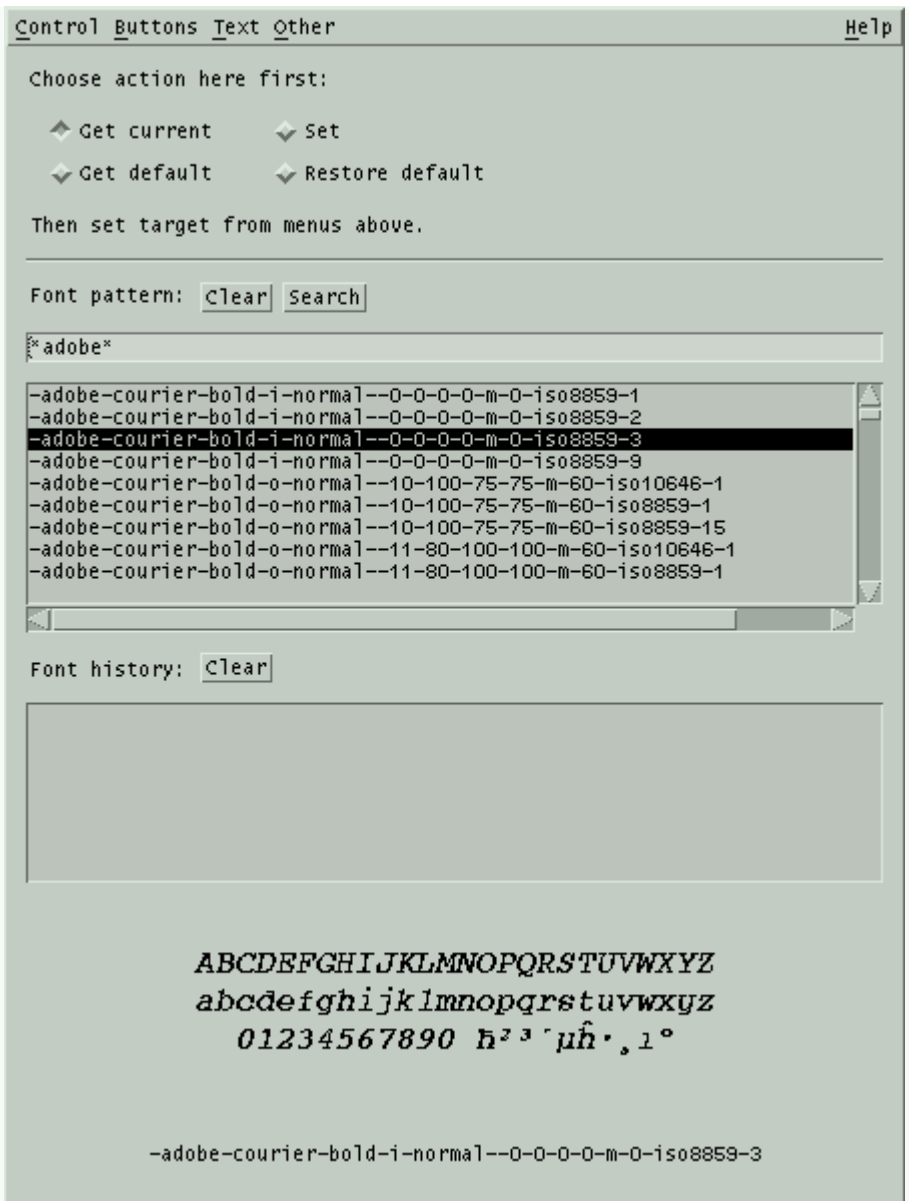 Control Buttons Text Other Help
Choose action here first:
Get current Set
Get default Restore default
Then set target from menus above.
Font pattern: Clear Search
*adobe*
-adobe-courier-bold-i-normal--0-0-0-0-m-0-iso8859-1
-adobe-courier-bold-i-normal--0-0-0-0-m-0-iso8859-2
-adobe-courier-bold-i-normal--0-0-0-0-m-0-iso8859-3
-adobe-courier-bold-i-normal--0-0-0-0-m-0-iso8859-9
-adobe-courier-bold-o-normal--10-100-75-75-m-60-iso10646-1
-adobe-courier-bold-o-normal--10-100-75-75-m-60-iso8859-1
-adobe-courier-bold-o-normal--10-100-75-75-m-60-iso8859-15
-adobe-courier-bold-o-normal--11-80-100-100-m-60-iso10646-1
-adobe-courier-bold-o-normal--11-80-100-100-m-60-iso8859-1
Font history: Clear
ABCDEFGHIJKLMNOPQRSTUVWXYZ
abcdefghijklmnopqrstuvwxyz
01234567890 ħ²³´µĥ·¸ı°
-adobe-courier-bold-i-normal--0-0-0-0-m-0-iso8859-3